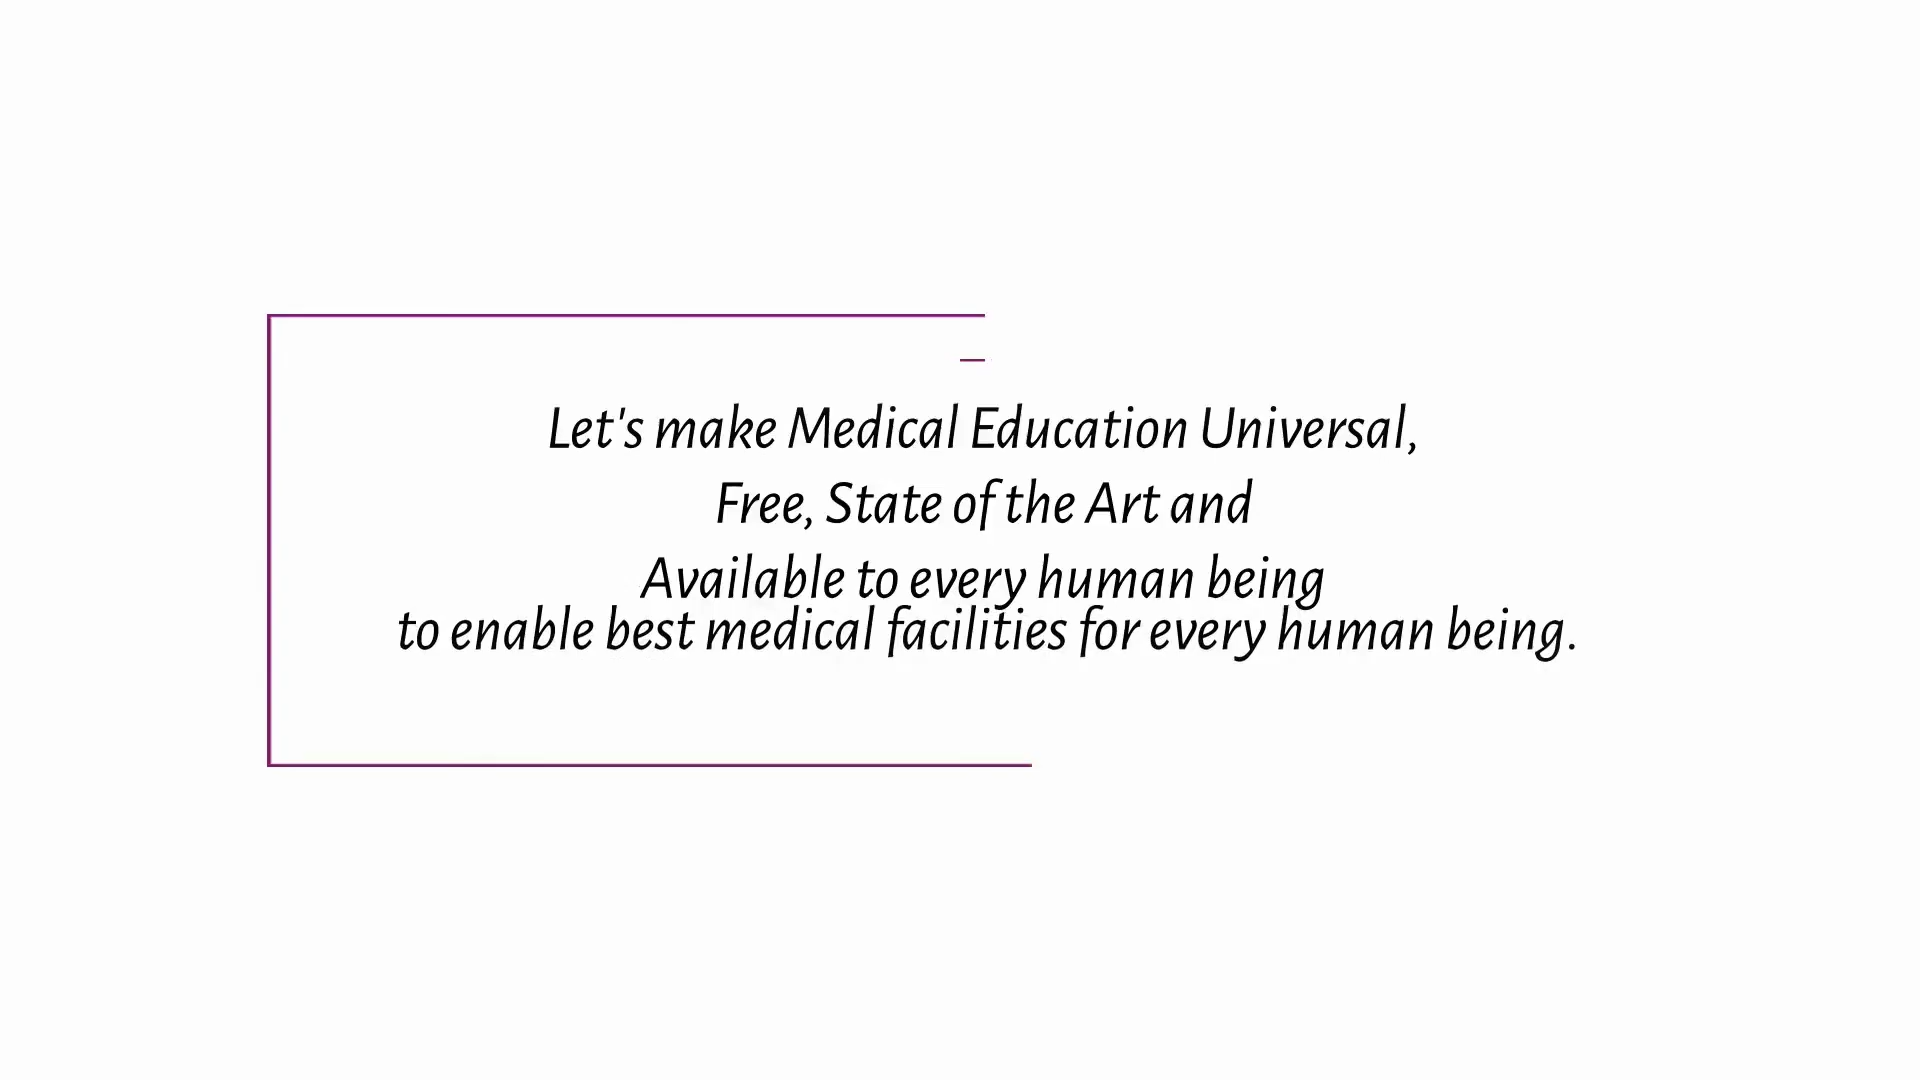 Let's make Medical Education Universal,
Free, State of the Art and
Available to every human being
to enable best medical facilities for every human being.